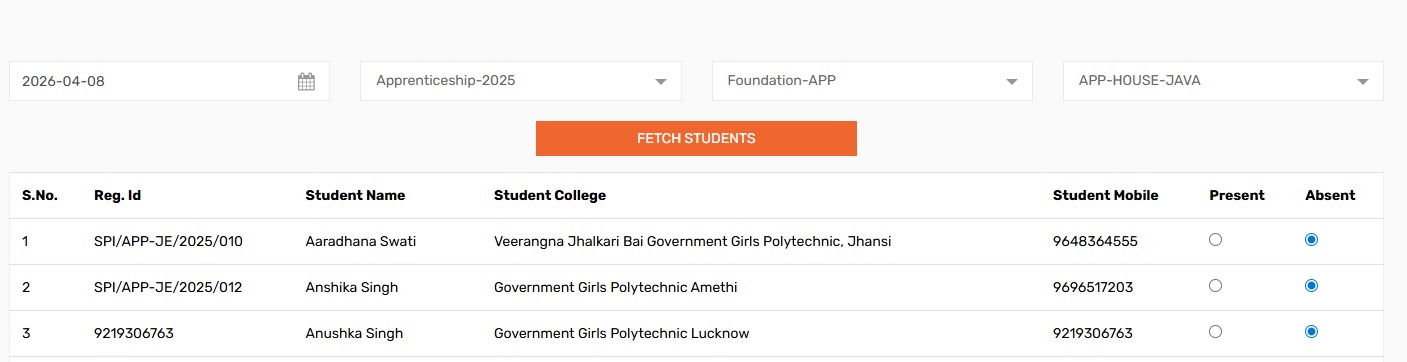 2026-04-08 Apprenticeship-2025 Foundation-APP APP-HOUSE-JAVA
FETCH STUDENTS
S.No. Reg. Id Student Name Student College Student Mobile Present Absent
1 SPI/APP-JE/2025/010 Aaradhana Swati Veerangna Jhalkari Bai Government Girls Polytechnic, Jhansi 9648364555
2 SPI/APP-JE/2025/012 Anshika Singh Government Girls Polytechnic Amethi 9696517203
3 9219306763 Anushka Singh Government Girls Polytechnic Lucknow 9219306763